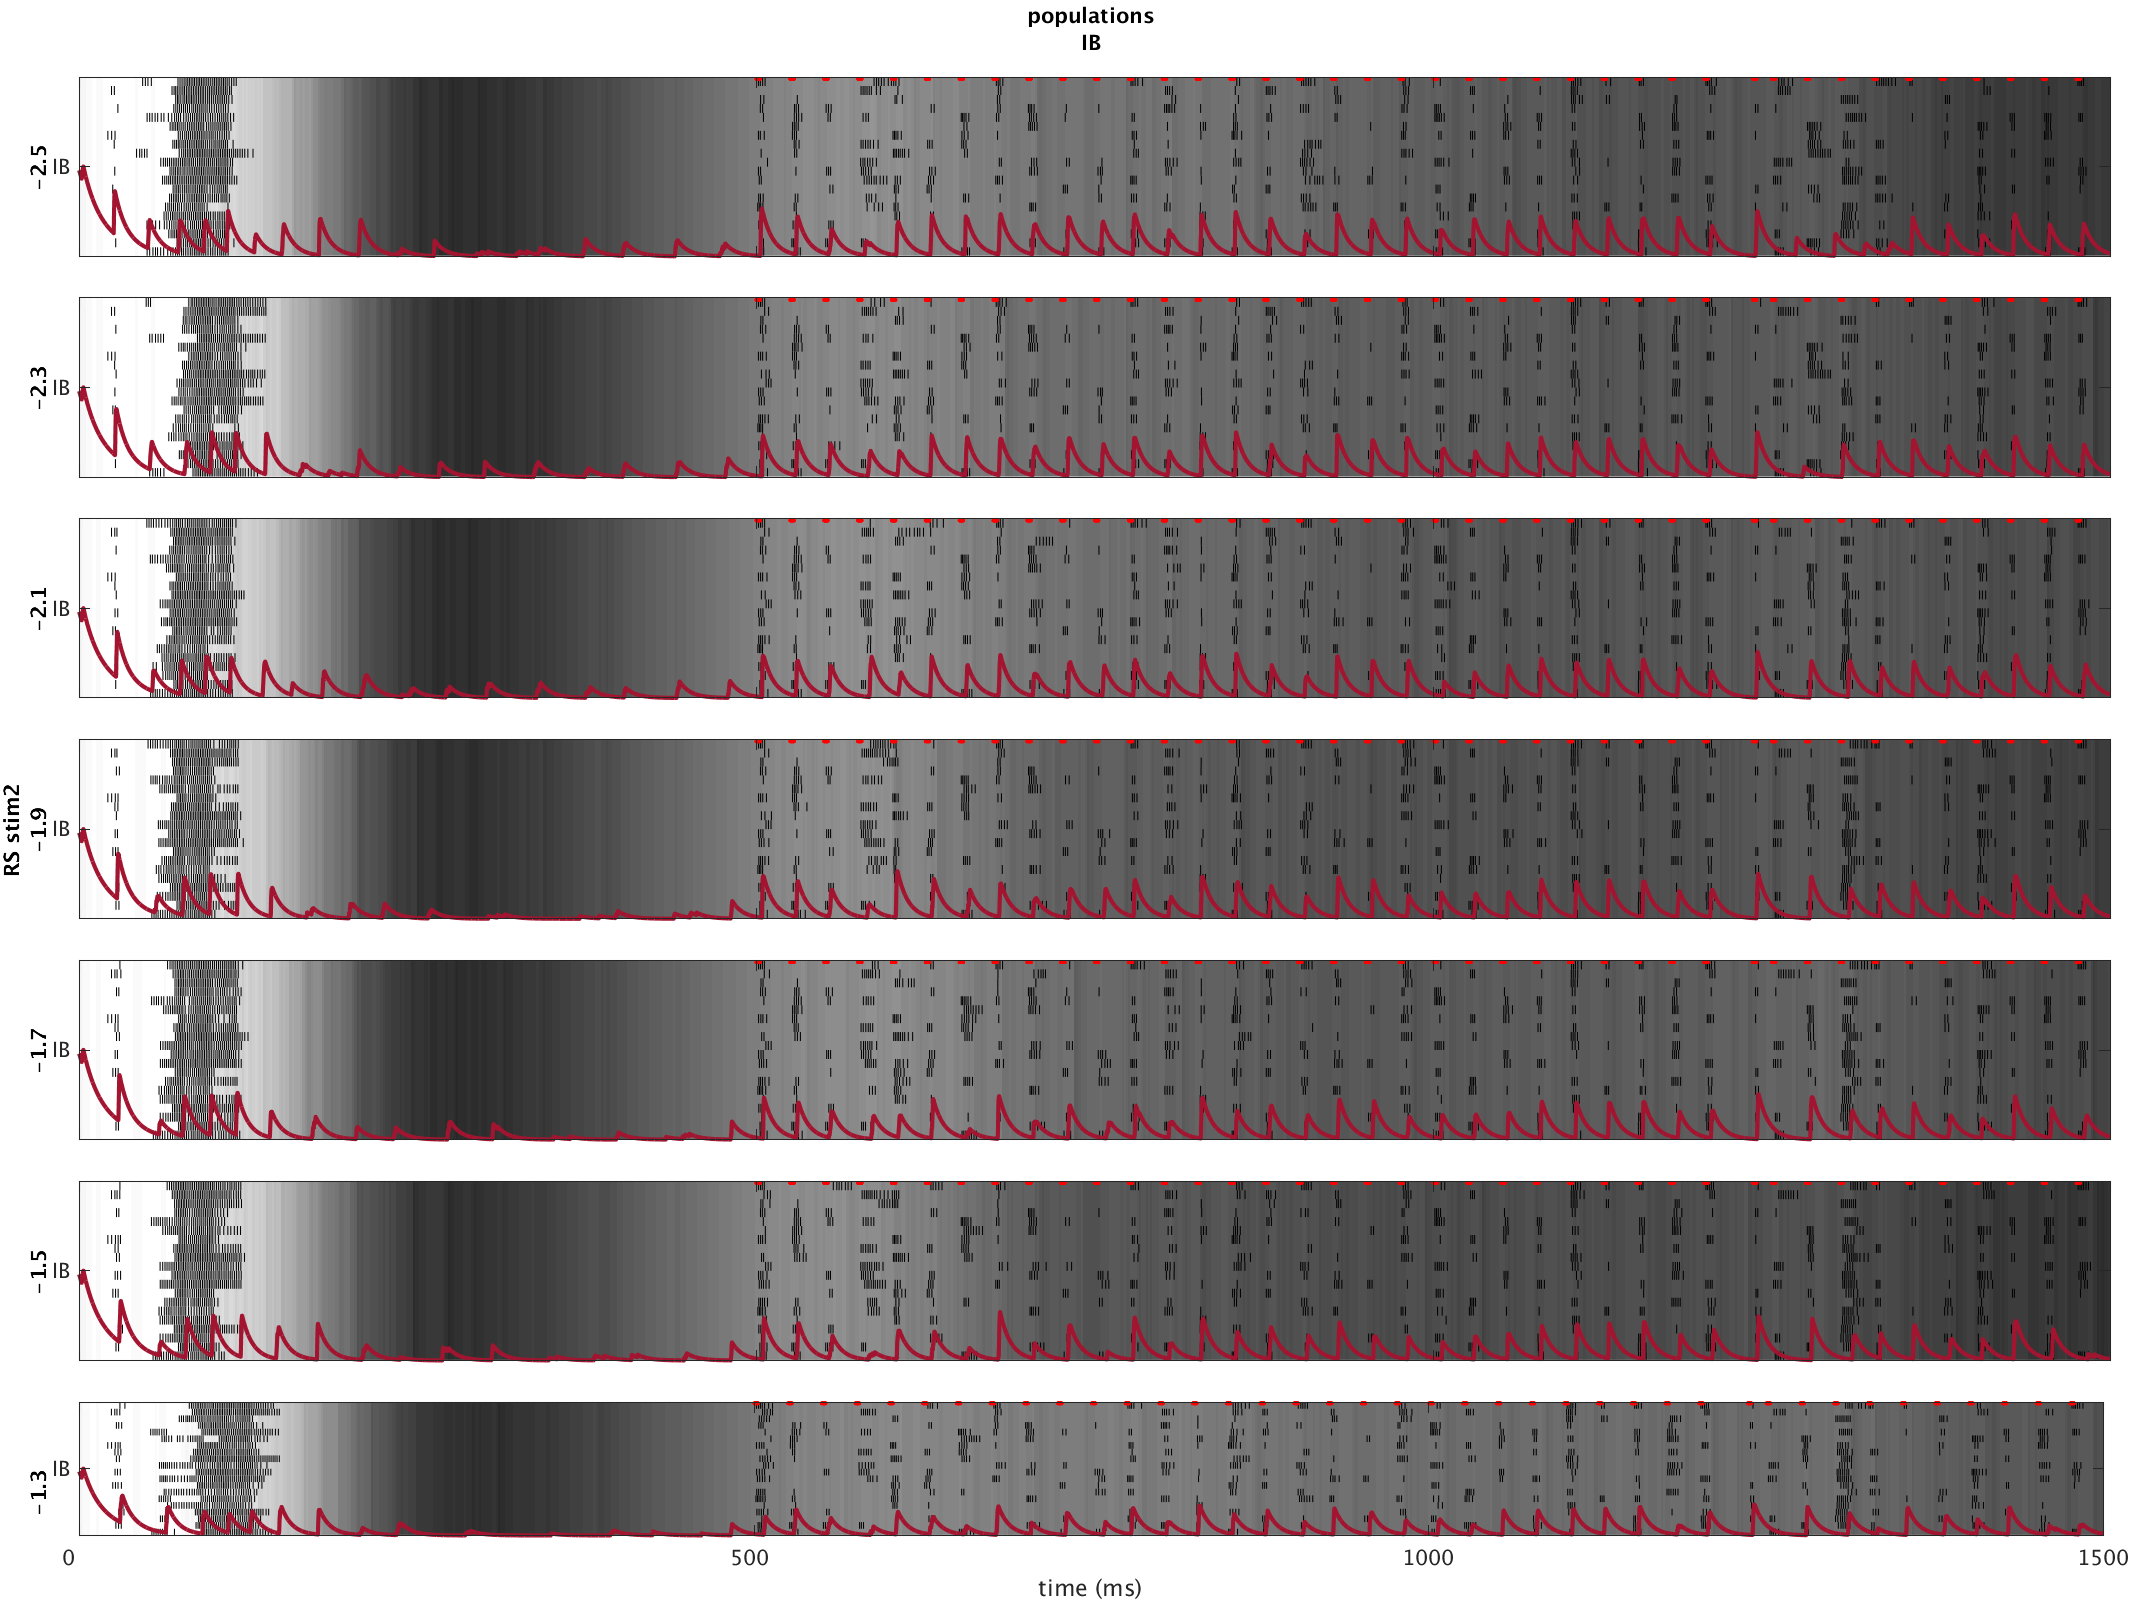 populations
IB
RS stim2
-2.5 IB
-2.3 IB
-2.1 IB
-1.9 IB
-1.7 IB
-1.5 IB
-1.3 IB
0 500 1000 1500
time (ms)